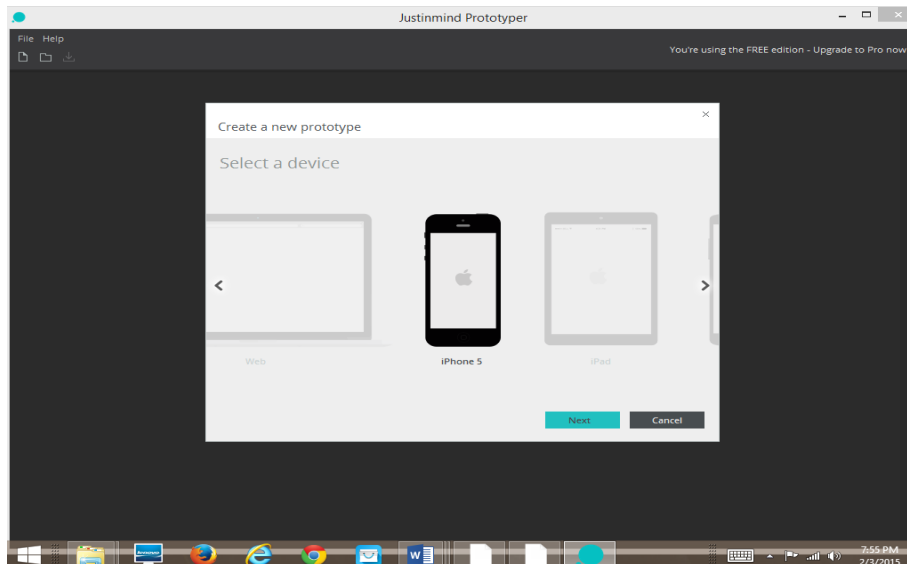 Justinmind Prototyper
File Help
You're using the FREE edition - Upgrade to Pro now
Create a new prototype
Select a device
Web
iPhone 5
iPad
Next
Cancel
lenovo
W
7:55 PM
2/3/2015